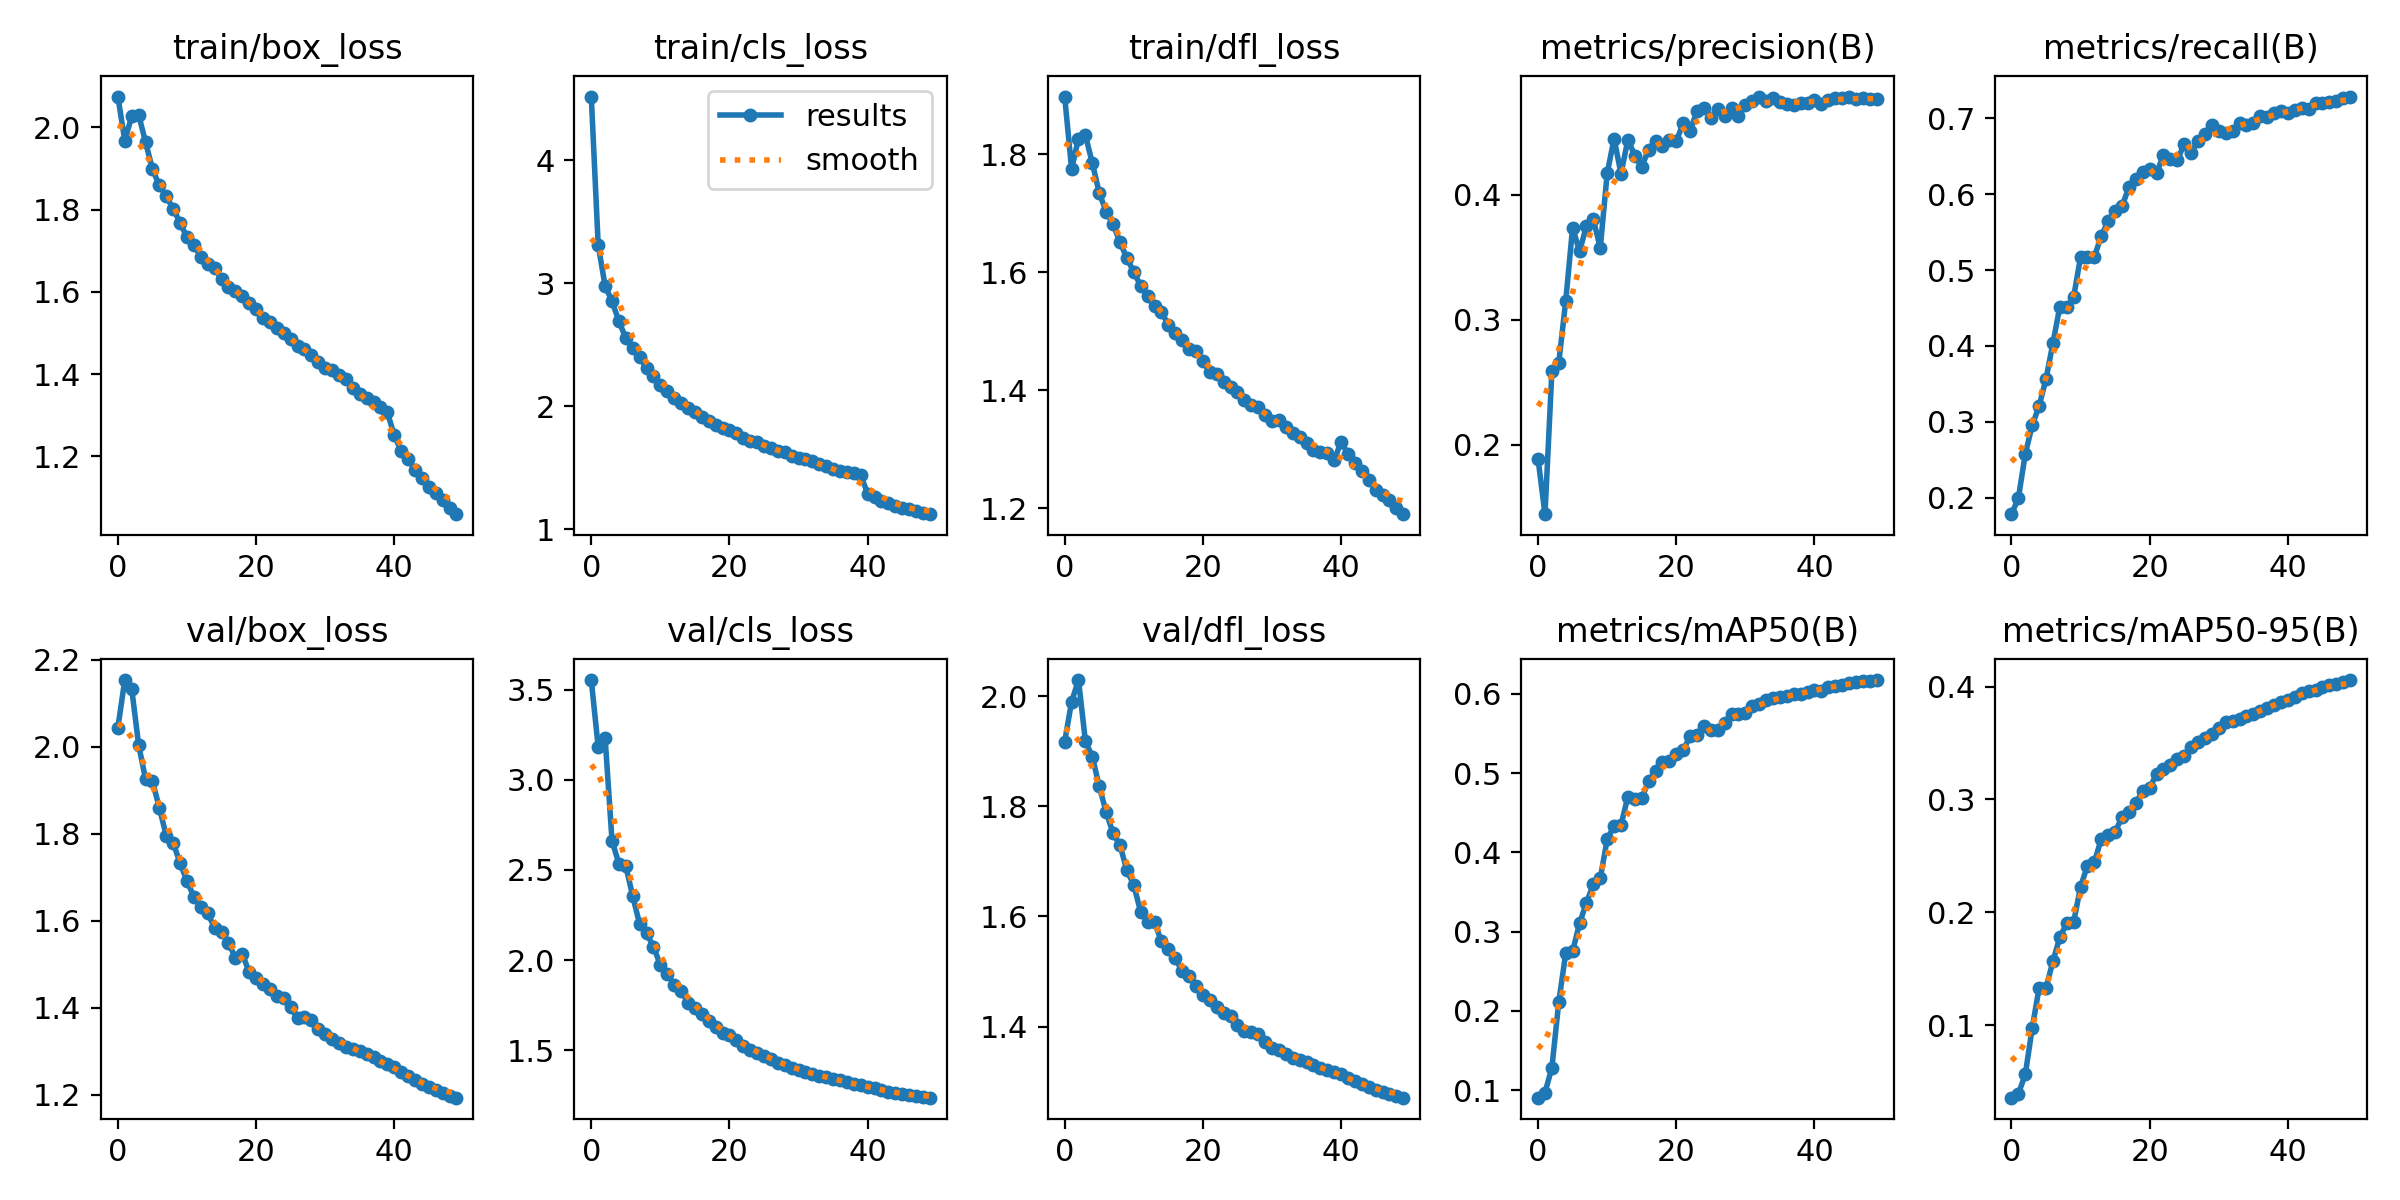 train/box_loss
2.0
1.8
1.6
1.4
1.2
0 20 40
train/cls_loss
results
smooth
4
3
2
1
0 20 40
train/dfl_loss
1.8
1.6
1.4
1.2
0 20 40
metrics/precision(B)
0.4
0.3
0.2
0 20 40
metrics/recall(B)
0.7
0.6
0.5
0.4
0.3
0.2
0 20 40
val/box_loss
2.2
2.0
1.8
1.6
1.4
1.2
0 20 40
val/cls_loss
3.5
3.0
2.5
2.0
1.5
0 20 40
val/dfl_loss
2.0
1.8
1.6
1.4
0 20 40
metrics/mAP50(B)
0.6
0.5
0.4
0.3
0.2
0.1
0 20 40
metrics/mAP50-95(B)
0.4
0.3
0.2
0.1
0 20 40